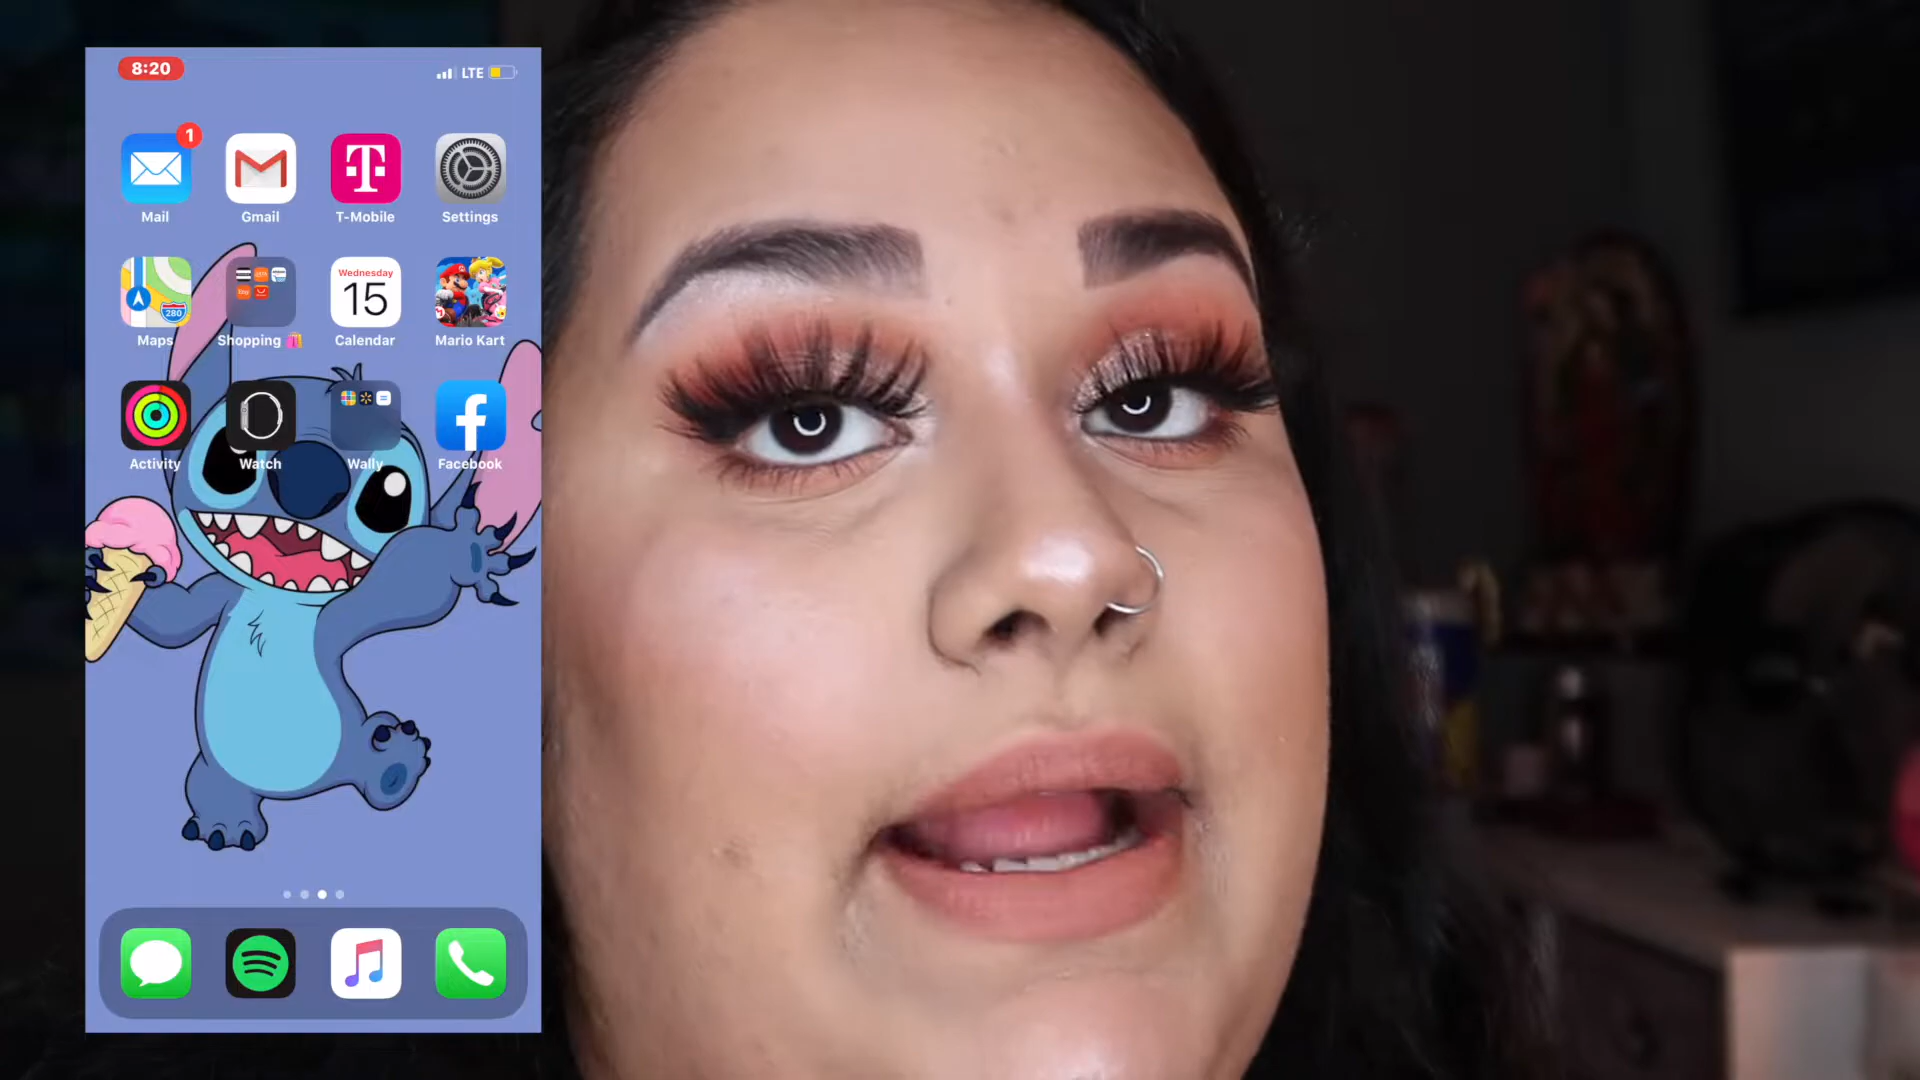 8:20 LTE
1
Mail Gmail T-Mobile Settings
280
Wednesday
15
Maps Shopping Calendar Mario Kart
Activity Watch Wally Facebook